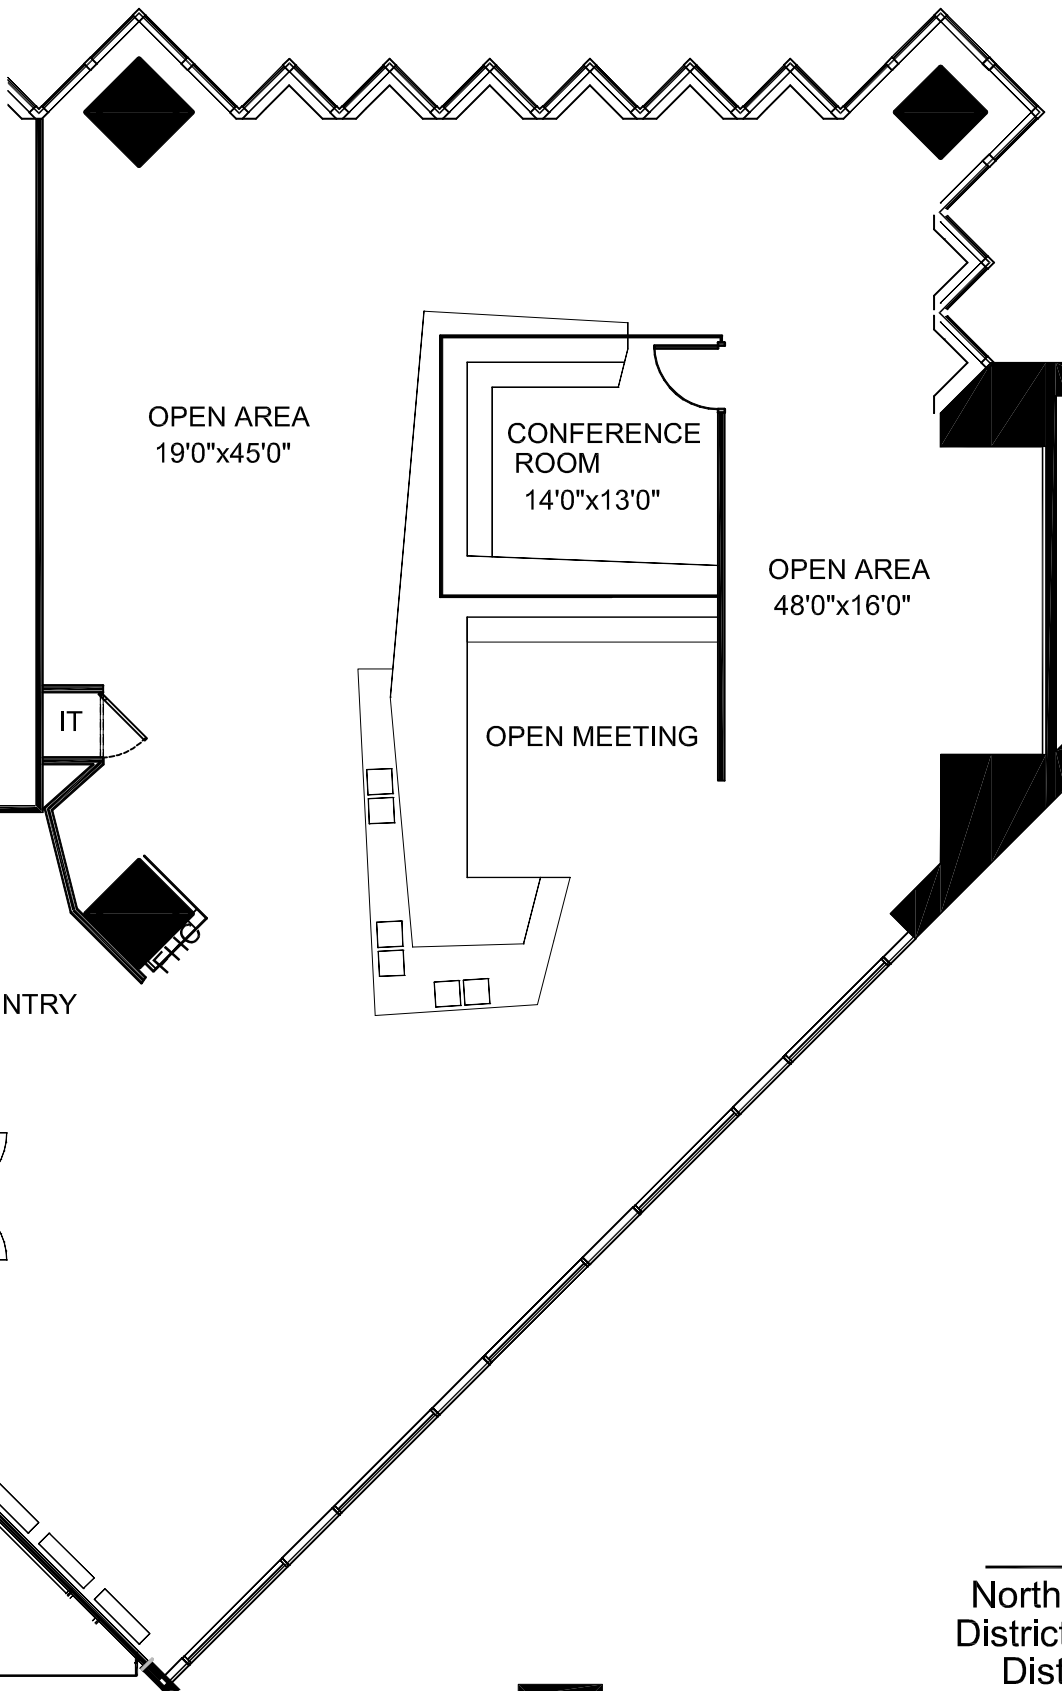 OPEN AREA
19'0"x45'0"
CONFERENCE
ROOM
14'0"x13'0"
OPEN AREA
48'0"x16'0"
IT
OPEN MEETING
FHC
NTRY
North
District
Dist